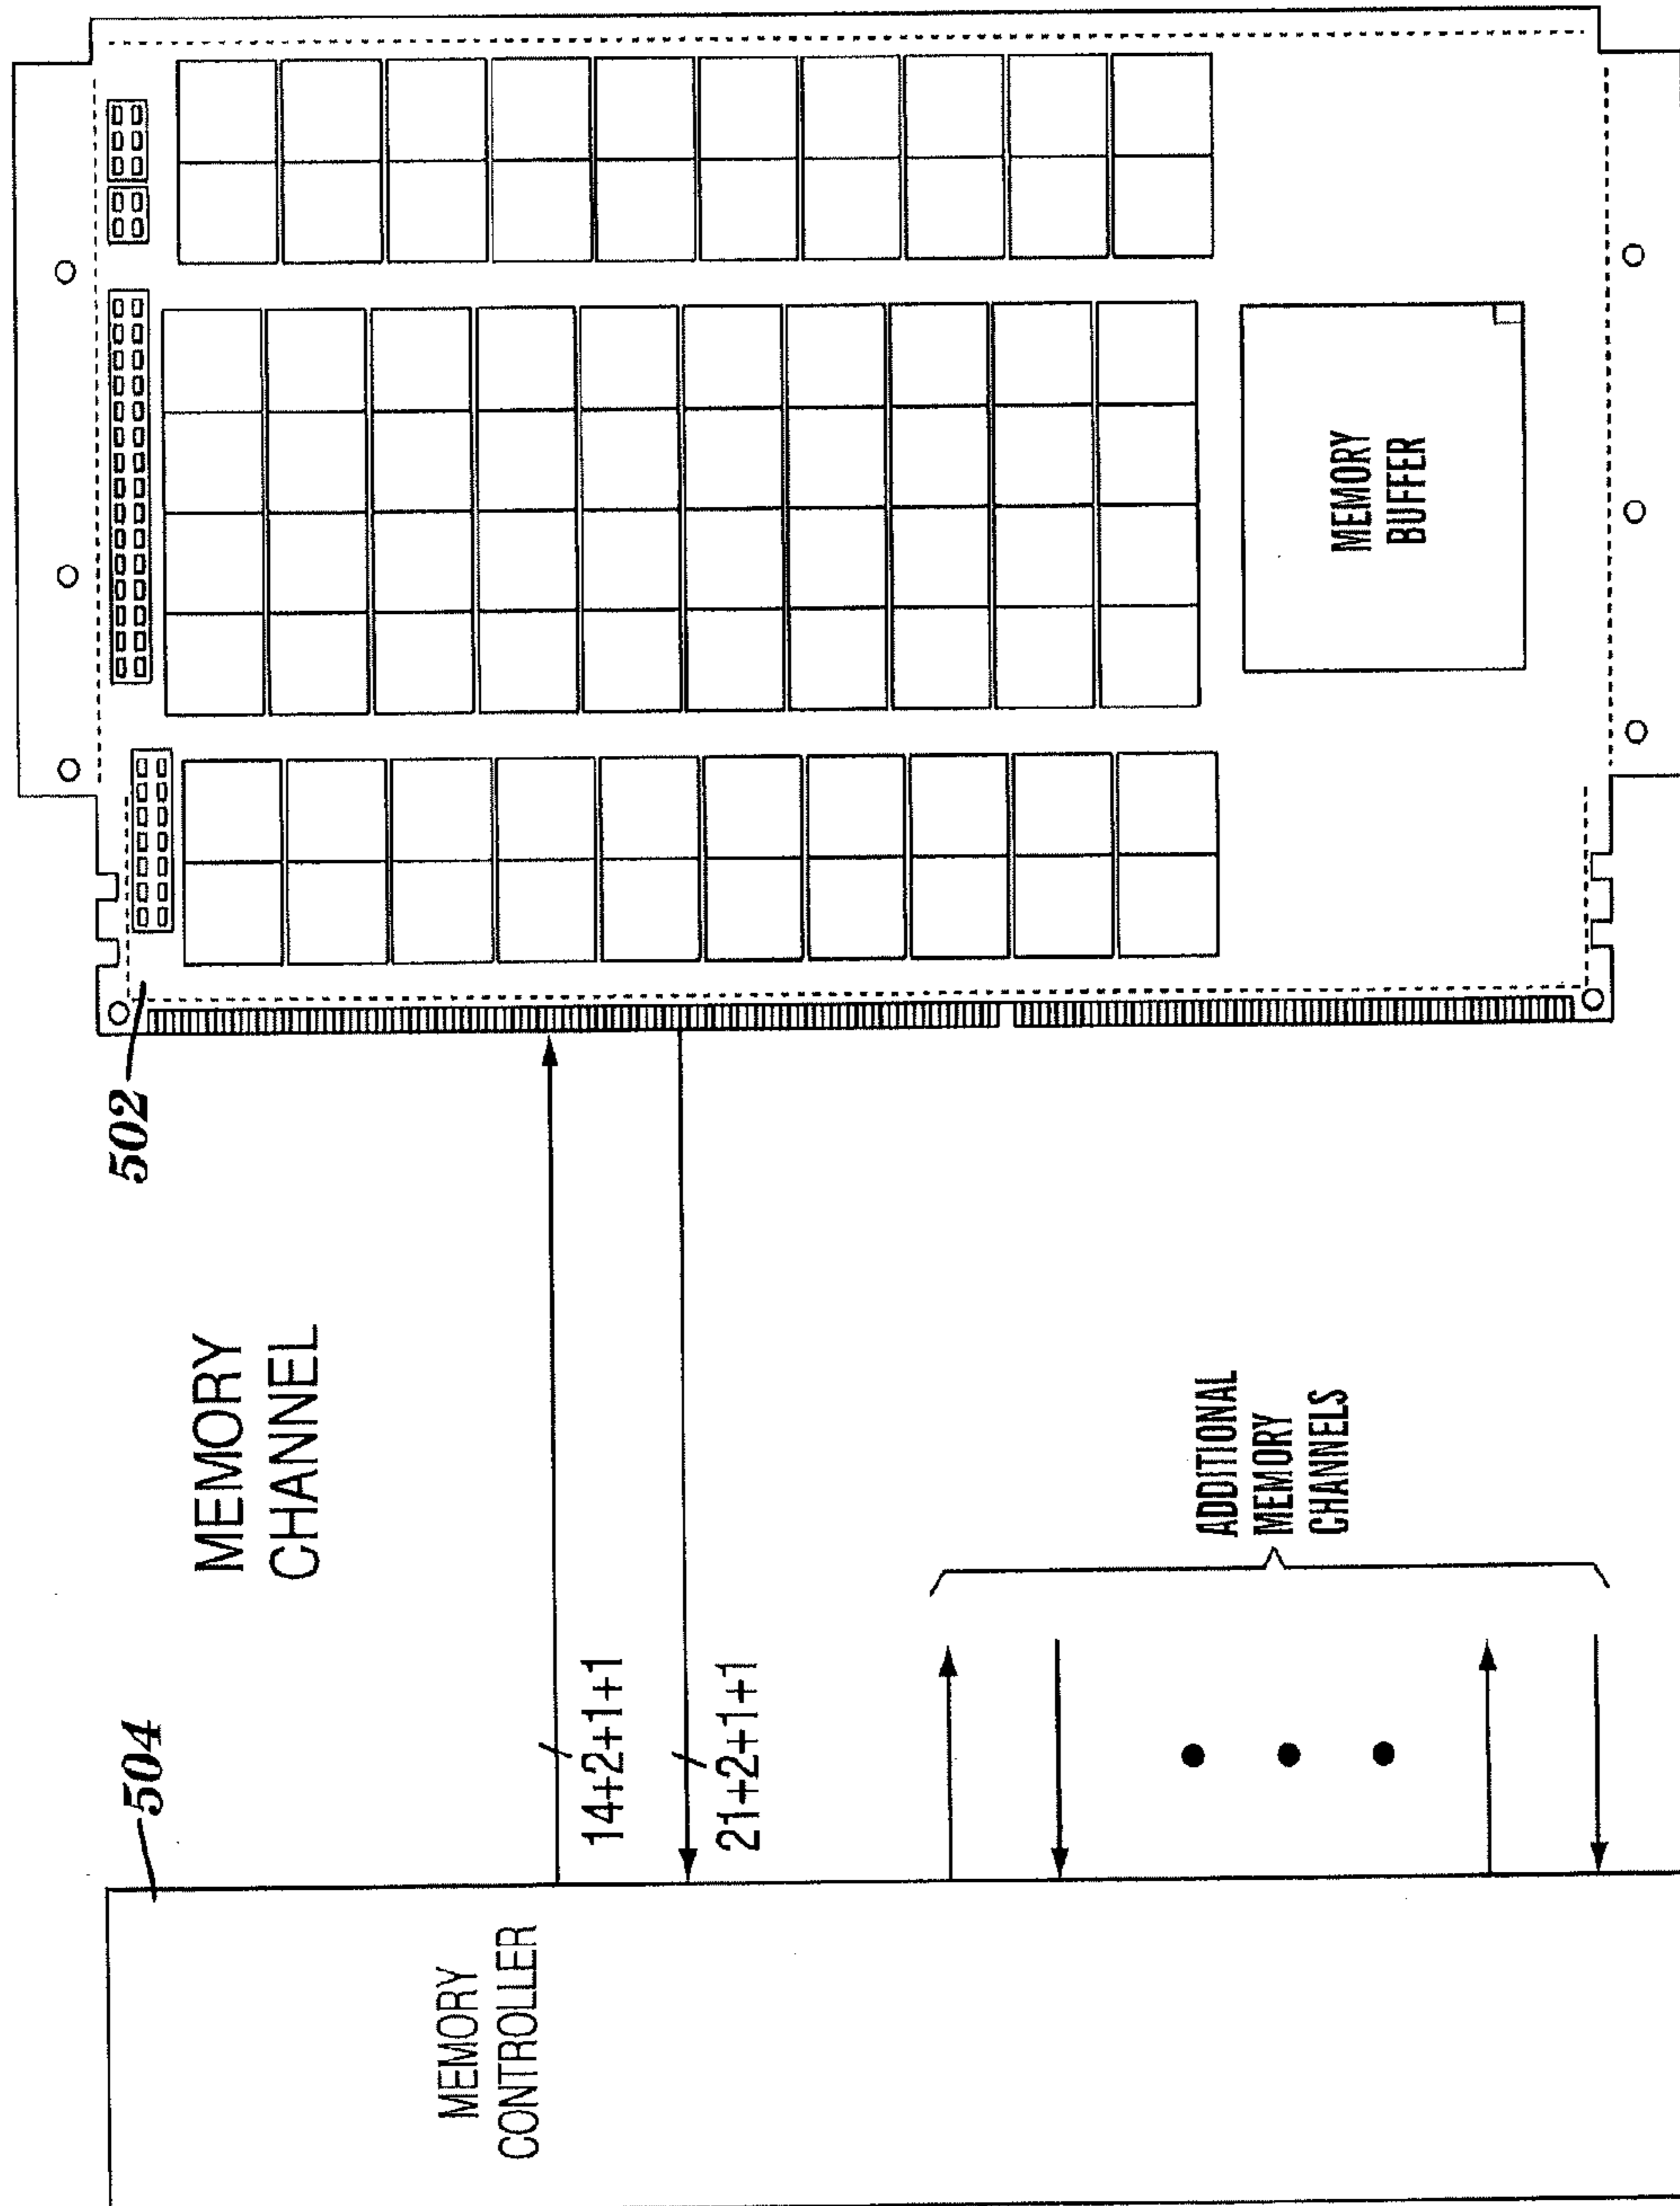 504
MEMORY
CONTROLLER
MEMORY
CHANNEL
14+2+1+1
21+2+1+1
ADDITIONAL
MEMORY
CHANNELS
502
MEMORY
BUFFER